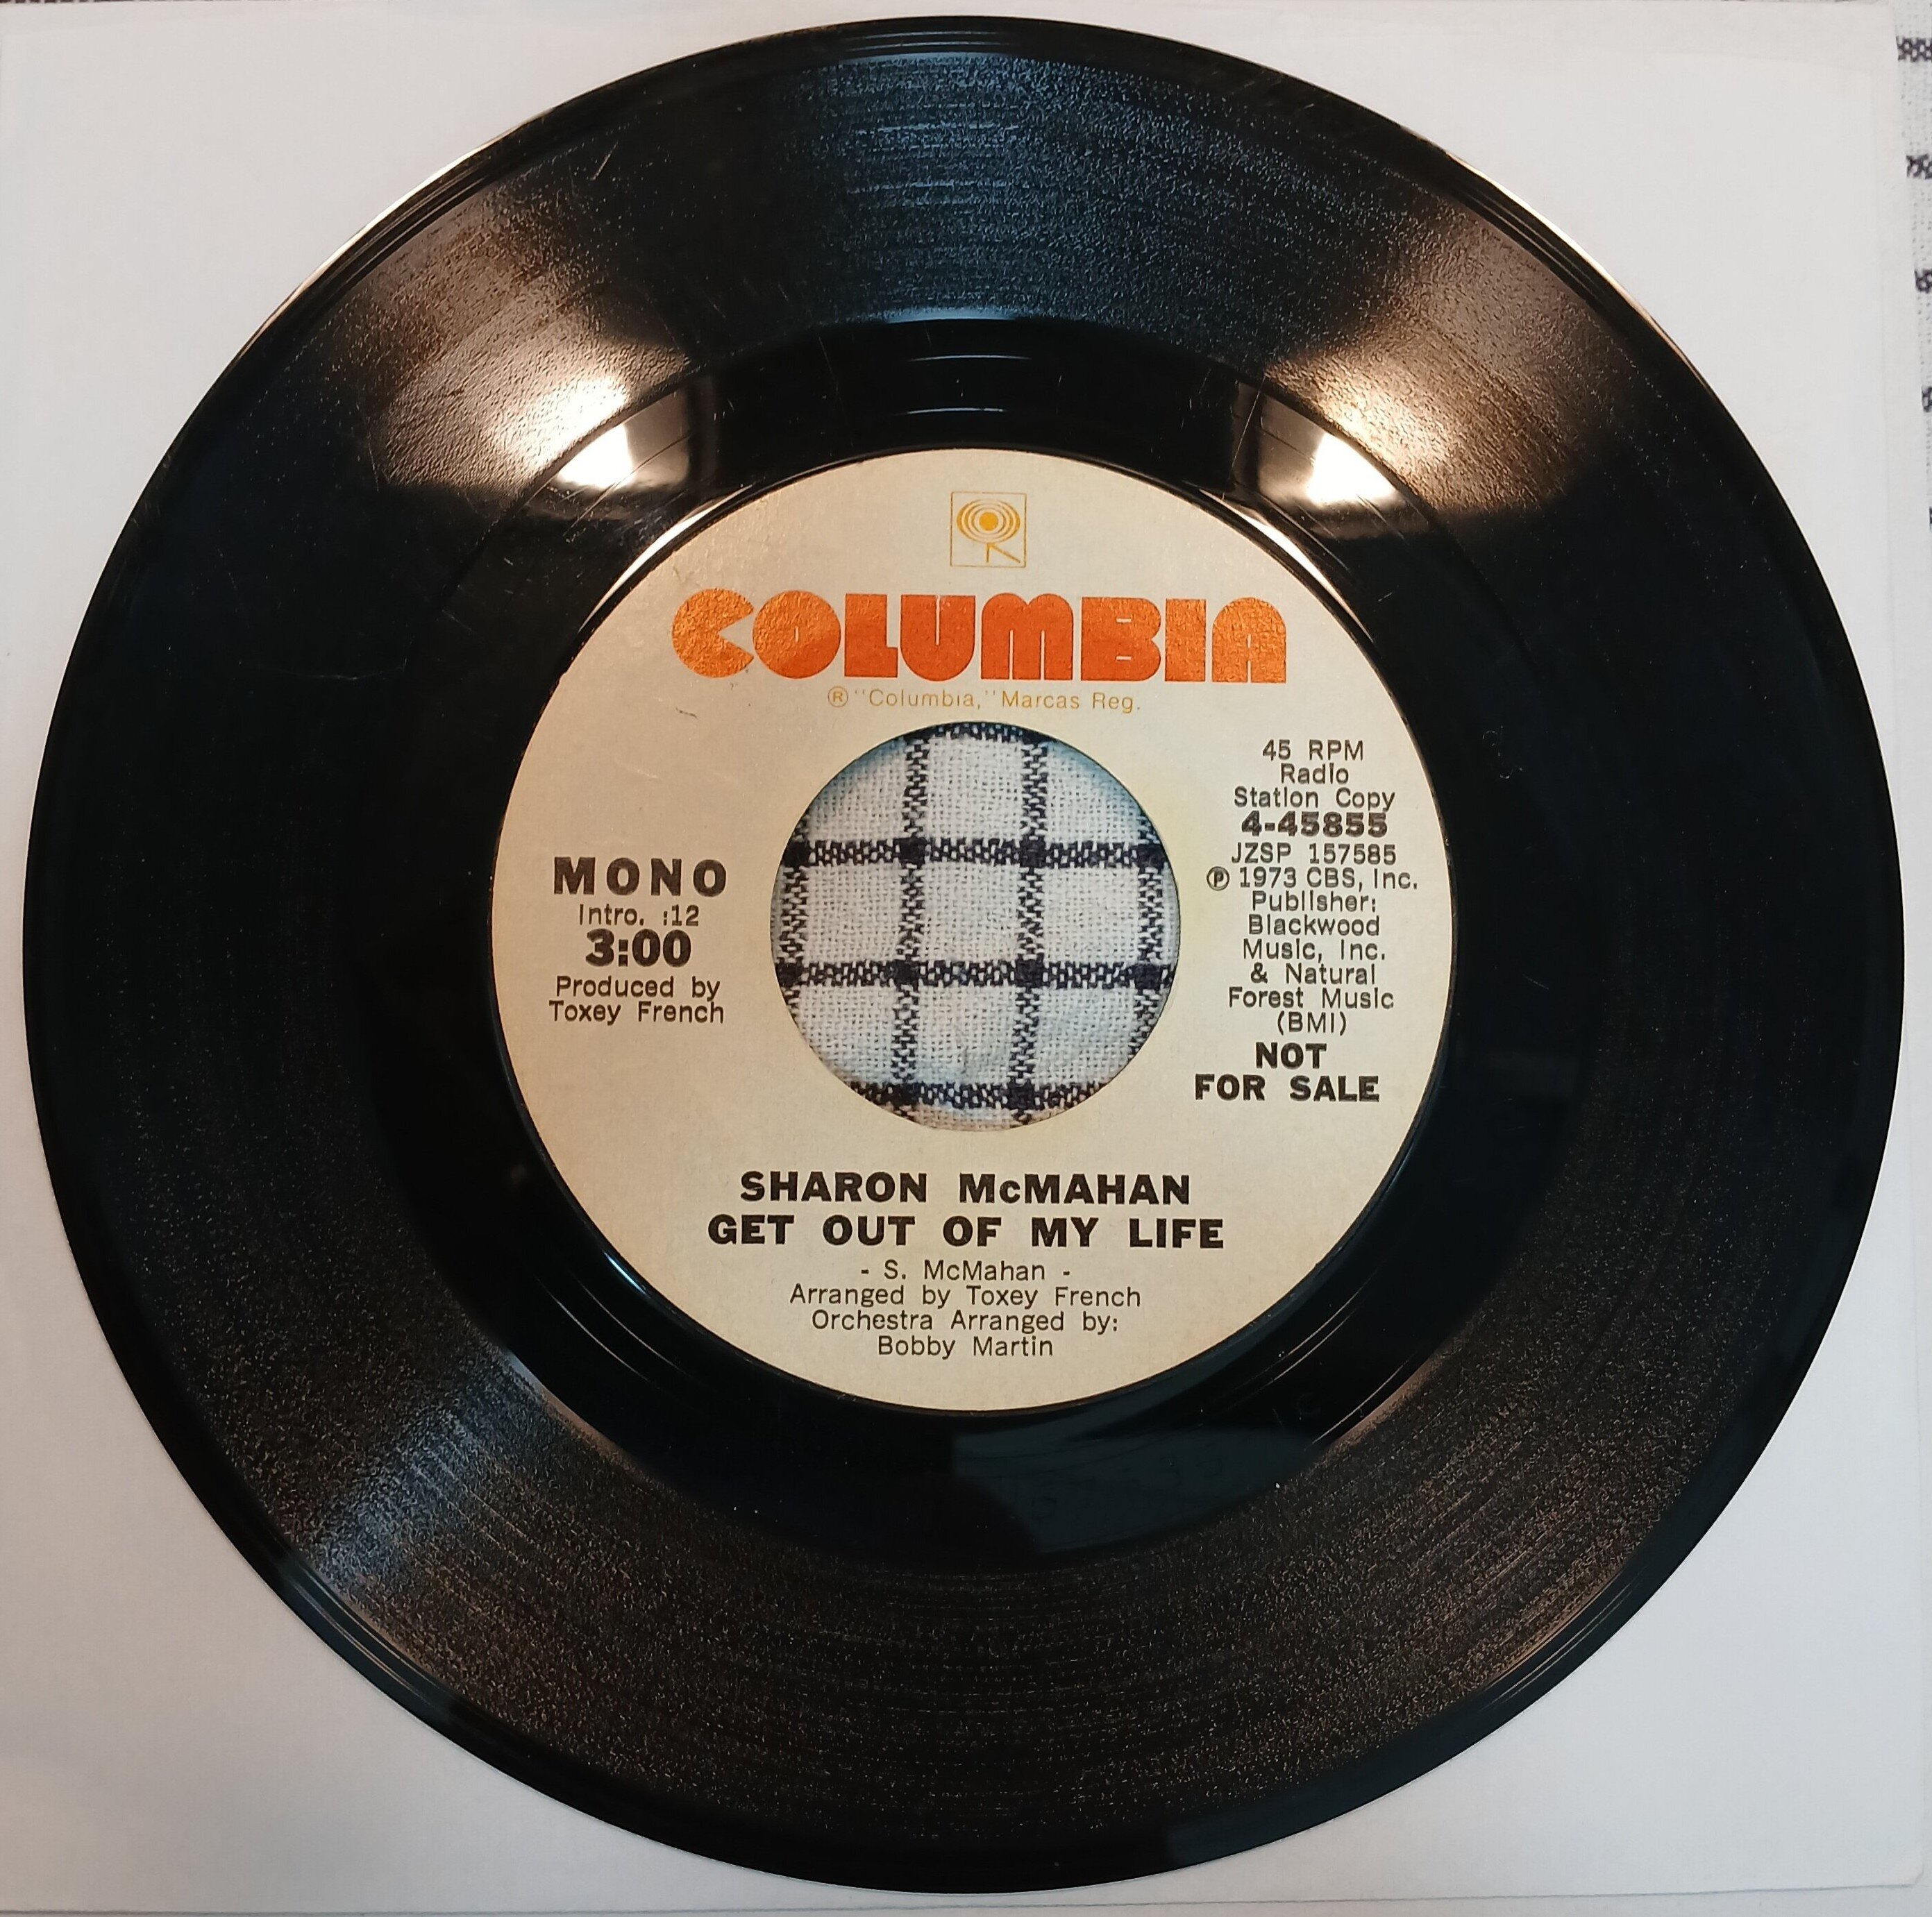 COLUMBIA
® "Columbia," Marcas Reg.
MONO
Intro. :12
3:00
Produced by
Toxey French
45 RPM
Radio
Station Copy
4-45855
JZSP 157585
Ⓟ 1973 CBS, Inc.
Publisher:
Blackwood
Music, Inc.
& Natural
Forest Music
(BMI)
NOT
FOR SALE
SHARON McMAHAN
GET OUT OF MY LIFE
- S. McMahan -
Arranged by Toxey French
Orchestra Arranged by:
Bobby Martin